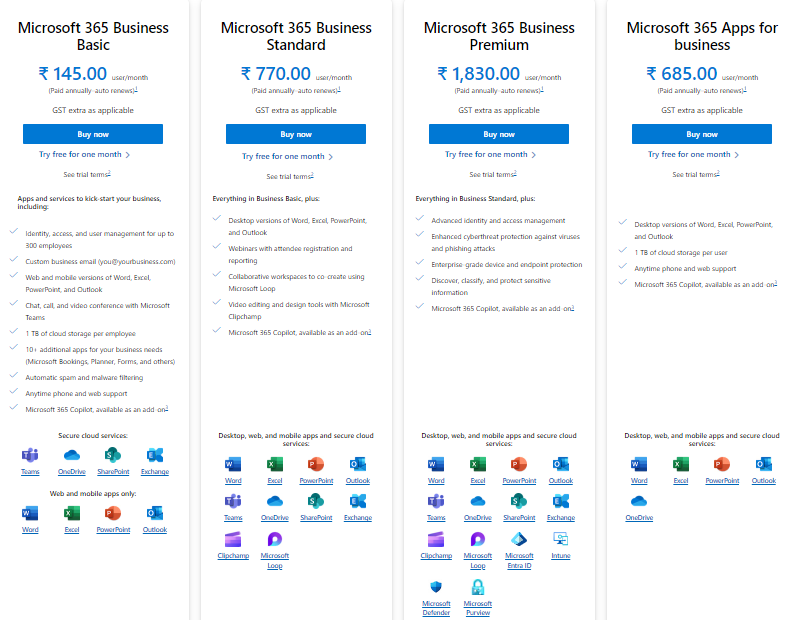 Microsoft 365 Business
Basic
₹ 145.00 user/month
(Paid annually-auto renews)1
GST extra as applicable
Buy now
Try free for one month >
See trial terms2
Apps and services to kick-start your business,
including:
Identity, access, and user management for up to
300 employees
Custom business email (you@yourbusiness.com)
Web and mobile versions of Word, Excel,
PowerPoint, and Outlook
Chat, call, and video conference with Microsoft
Teams
1 TB of cloud storage per employee
10+ additional apps for your business needs
(Microsoft Bookings, Planner, Forms, and others)
Automatic spam and malware filtering
Anytime phone and web support
Microsoft 365 Copilot, available as an add-on3
Secure cloud services:
Teams
OneDrive
SharePoint
Exchange
Web and mobile apps only:
Word
Excel
PowerPoint
Outlook
Microsoft 365 Business
Standard
₹ 770.00 user/month
(Paid annually-auto renews)1
GST extra as applicable
Buy now
Try free for one month >
See trial terms2
Everything in Business Basic, plus:
Desktop versions of Word, Excel, PowerPoint,
and Outlook
Webinars with attendee registration and
reporting
Collaborative workspaces to co-create using
Microsoft Loop
Video editing and design tools with Microsoft
Clipchamp
Microsoft 365 Copilot, available as an add-on3
Desktop, web, and mobile apps and secure cloud
services:
Word
Excel
PowerPoint
Outlook
Teams
OneDrive
SharePoint
Exchange
Clipchamp
Microsoft
Loop
Microsoft 365 Business
Premium
₹ 1,830.00 user/month
(Paid annually-auto renews)1
GST extra as applicable
Buy now
Try free for one month >
See trial terms2
Everything in Business Standard, plus:
Advanced identity and access management
Enhanced cyberthreat protection against viruses
and phishing attacks
Enterprise-grade device and endpoint protection
Discover, classify, and protect sensitive
information
Microsoft 365 Copilot, available as an add-on3
Desktop, web, and mobile apps and secure cloud
services:
Word
Excel
PowerPoint
Outlook
Teams
OneDrive
SharePoint
Exchange
Clipchamp
Microsoft
Loop
Microsoft
Entra ID
Intune
Microsoft
Defender
Microsoft
Purview
Microsoft 365 Apps for
business
₹ 685.00 user/month
(Paid annually-auto renews)1
GST extra as applicable
Buy now
Try free for one month >
See trial terms2
Desktop versions of Word, Excel, PowerPoint,
and Outlook
1 TB of cloud storage per user
Anytime phone and web support
Microsoft 365 Copilot, available as an add-on3
Desktop, web, and mobile apps and secure cloud
services:
Word
Excel
PowerPoint
Outlook
OneDrive